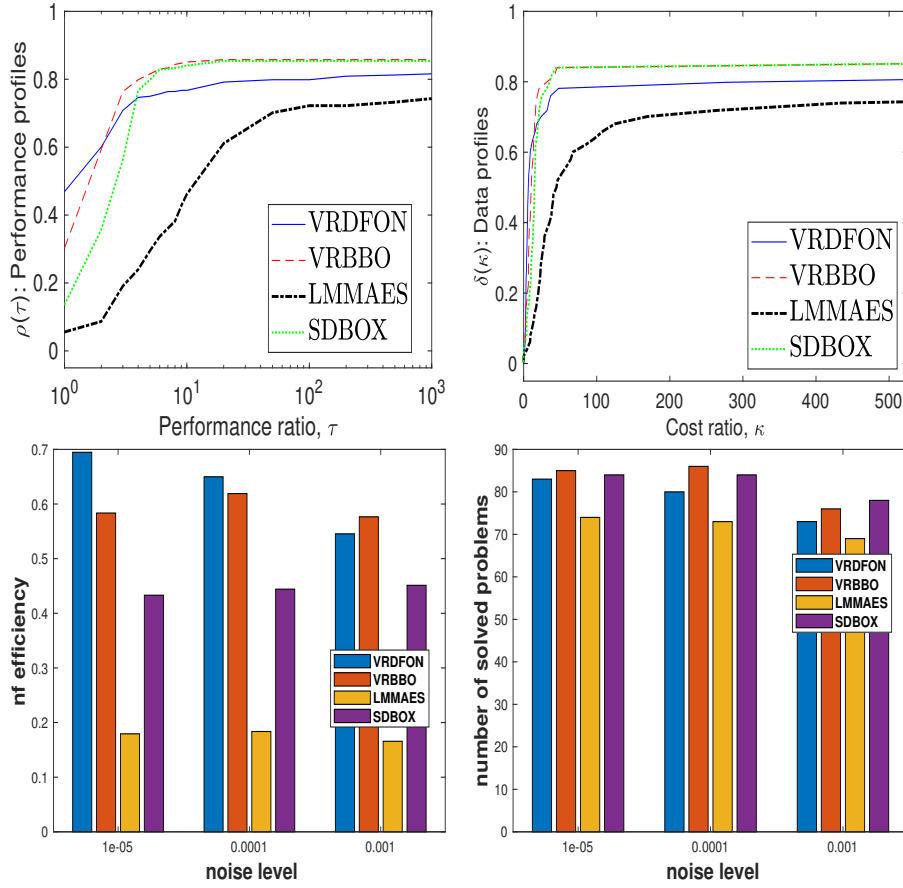 1
0.8
0.6
0.4
0.2
0
ρ(τ): Performance profiles
VRDFON
VRBBO
LMMAES
SDBOX
10^0 10^1 10^2 10^3
Performance ratio, τ
1
0.8
0.6
0.4
0.2
0
δ(κ): Data profiles
VRDFON
VRBBO
LMMAES
SDBOX
0 100 200 300 400 500
Cost ratio, κ
0.7
0.6
0.5
0.4
0.3
0.2
0.1
0
nf efficiency
VRDFON
VRBBO
LMMAES
SDBOX
1e-05 0.0001 0.001
noise level
90
80
70
60
50
40
30
20
10
0
number of solved problems
VRDFON
VRBBO
LMMAES
SDBOX
1e-05 0.0001 0.001
noise level